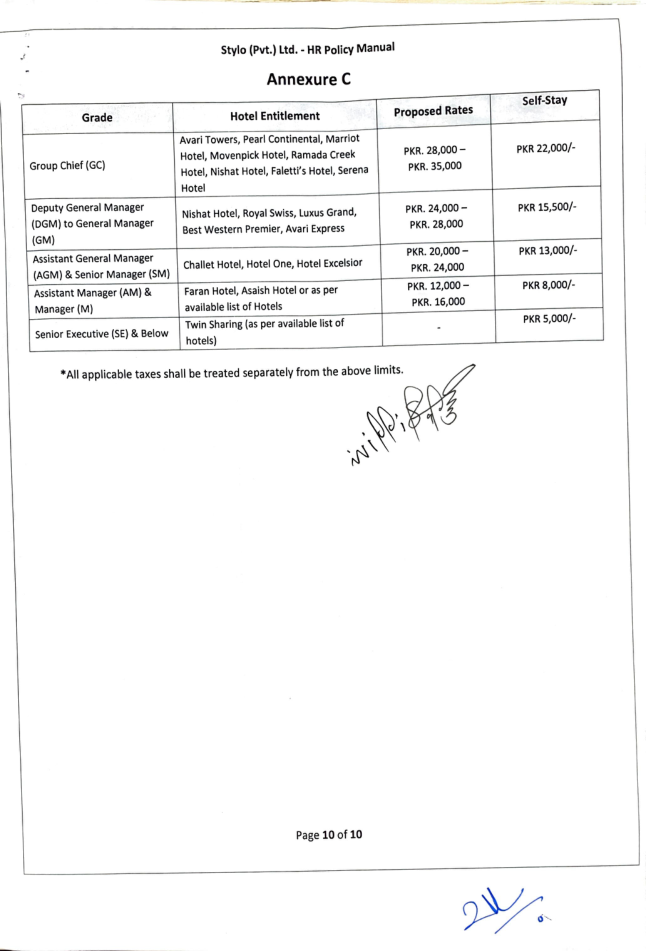 Stylo (Pvt.) Ltd. - HR Policy Manual
Annexure C
Grade
Hotel Entitlement
Proposed Rates
Self-Stay
Group Chief (GC)
Avari Towers, Pearl Continental, Marriot
Hotel, Movenpick Hotel, Ramada Creek
Hotel, Nishat Hotel, Faletti's Hotel, Serena
Hotel
PKR. 28,000 –
PKR. 35,000
PKR 22,000/-
Deputy General Manager
(DGM) to General Manager
(GM)
Nishat Hotel, Royal Swiss, Luxus Grand,
Best Western Premier, Avari Express
PKR. 24,000 –
PKR. 28,000
PKR 15,500/-
Assistant General Manager
(AGM) & Senior Manager (SM)
Challet Hotel, Hotel One, Hotel Excelsior
PKR. 20,000 –
PKR. 24,000
PKR 13,000/-
Assistant Manager (AM) &
Manager (M)
Faran Hotel, Asaish Hotel or as per
available list of Hotels
PKR. 12,000 –
PKR. 16,000
PKR 8,000/-
Senior Executive (SE) & Below
Twin Sharing (as per available list of
hotels)
-
PKR 5,000/-
*All applicable taxes shall be treated separately from the above limits.
Page 10 of 10